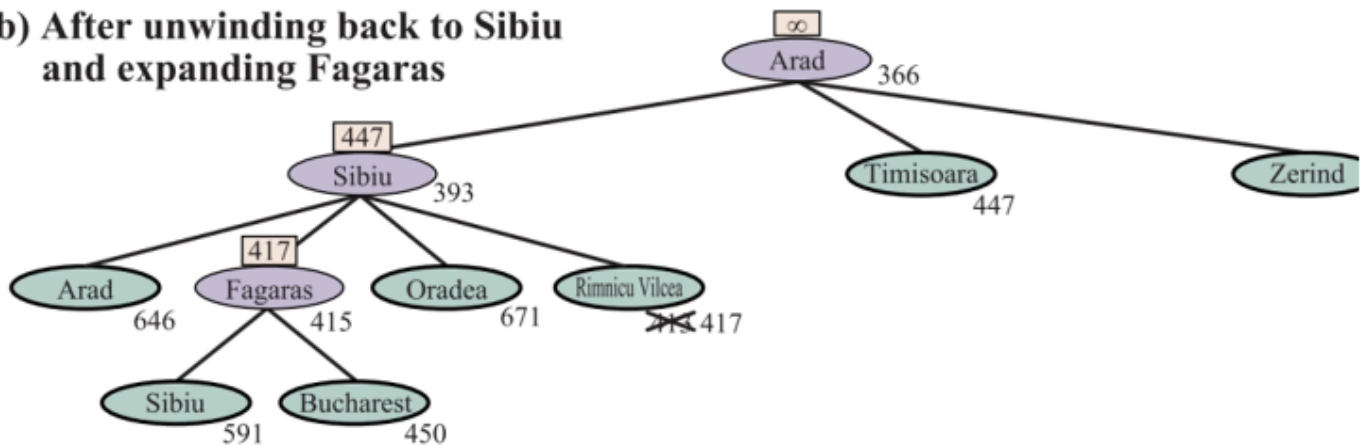 b) After unwinding back to Sibiu
and expanding Fagaras
∞
Arad
366
447
Sibiu
393
Timisoara
447
Zerind
417
Arad
646
Fagaras
415
Oradea
671
Rimnicu Vilcea
413 417
Sibiu
591
Bucharest
450